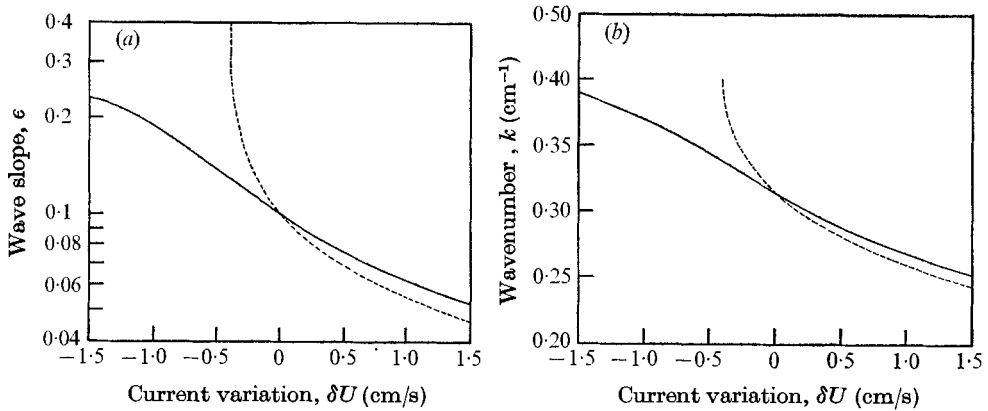 (a)
Wave slope, ϵ
0·4
0·3
0·2
0·1
0·08
0·06
0·04
−1·5 −1·0 −0·5 0 0·5 1·0 1·5
Current variation, δU (cm/s)
(b)
Wavenumber , k (cm⁻¹)
0·50
0·40
0·35
0·30
0·25
0·20
−1·5 −1·0 −0·5 0 0·5 1·0 1·5
Current variation, δU (cm/s)